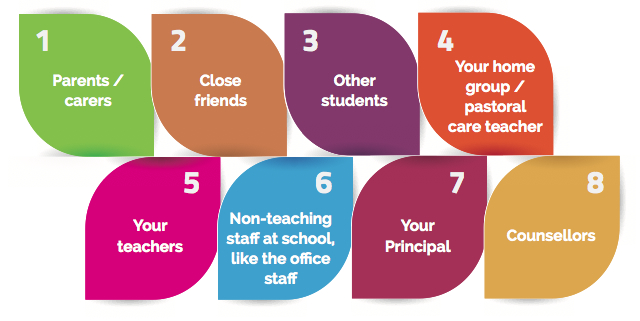 1
Parents /
carers
2
Close
friends
3
Other
students
4
Your home
group /
pastoral
care teacher
5
Your
teachers
6
Non-teaching
staff at school,
like the office
staff
7
Your
Principal
8
Counsellors